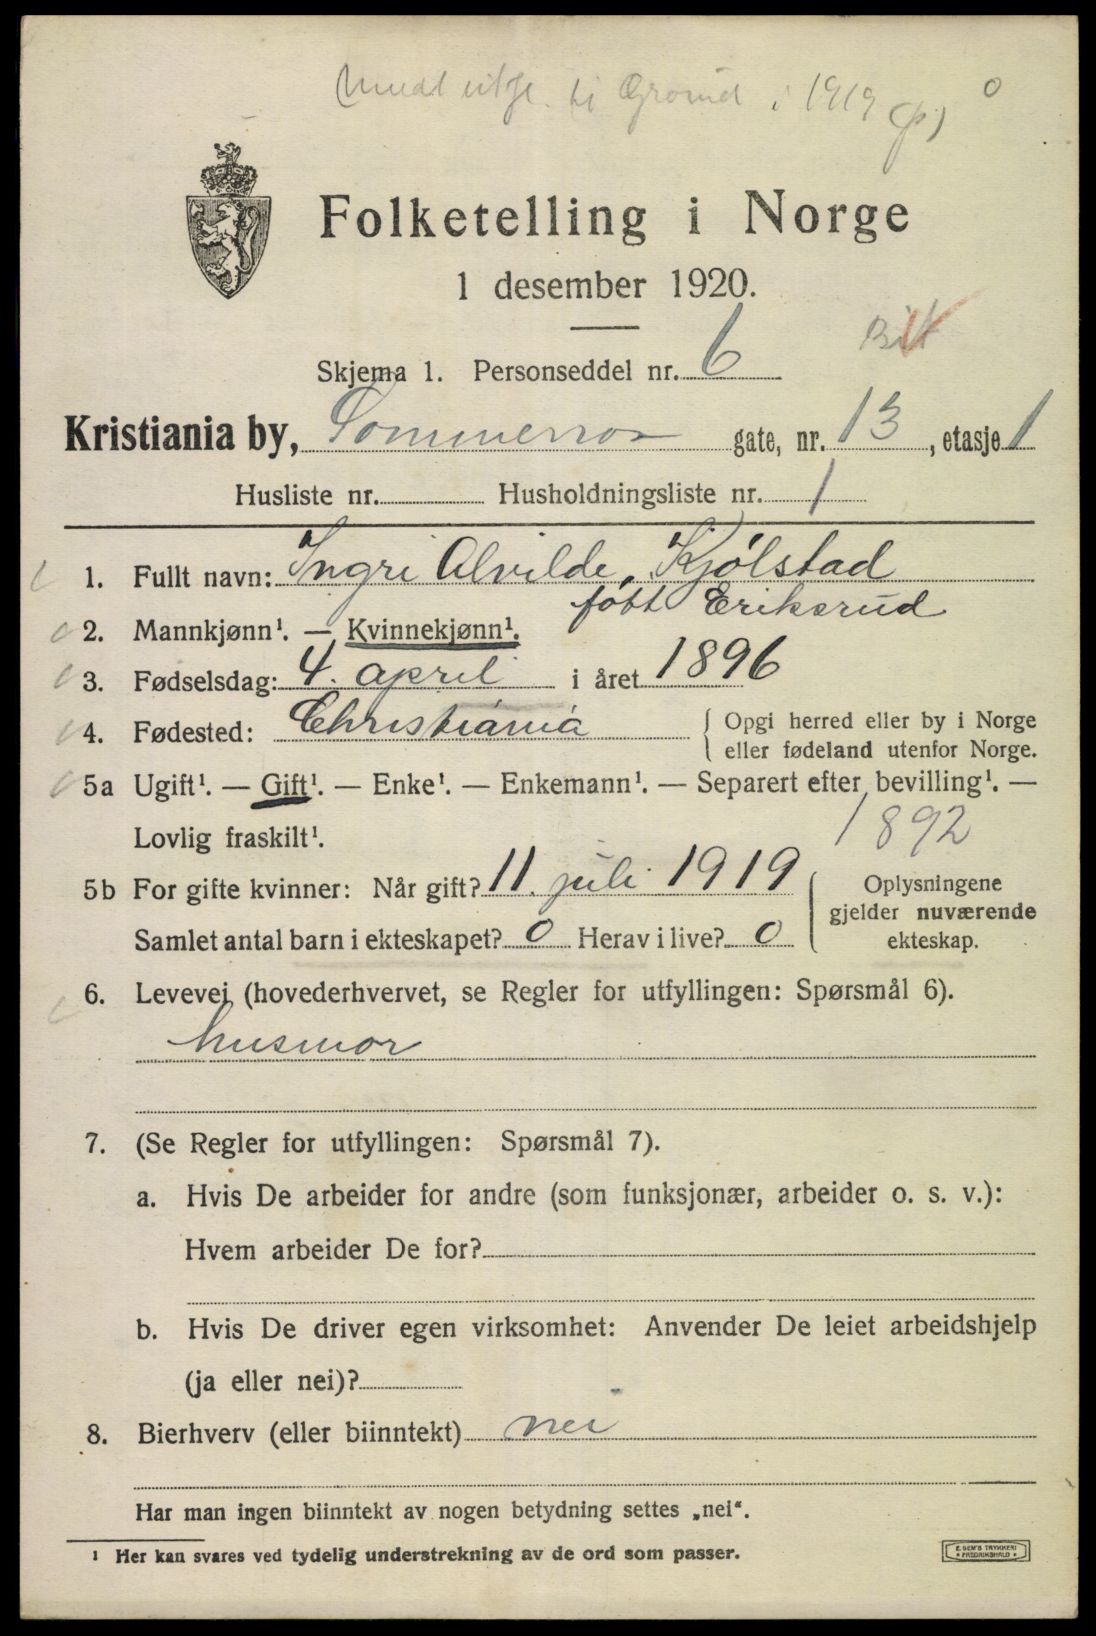 i 1919
Folketelling i Norge
1 desember 1920.
Skjema 1. Personseddel nr. 6
Kristiania by, Sommerro gate, nr. 13, etasje 1
Husliste nr. Husholdningsliste nr. 1
1. Fullt navn: Ingri Alvilde, Kjølstad
født Eriksrud
2. Mannkjønn¹. — Kvinnekjønn¹.
3. Fødselsdag: 4. april i året 1896
4. Fødested: Christiania { Opgi herred eller by i Norge
eller fødeland utenfor Norge.
5a Ugift¹. — Gift¹. — Enke¹. — Enkemann¹. — Separert efter bevilling¹. —
Lovlig fraskilt¹. 1892
5b For gifte kvinner: Når gift? 11. juli 1919 { Oplysningene
gjelder nuværende
Samlet antal barn i ekteskapet? 0 Herav i live? 0 ekteskap.
6. Levevei (hovederhvervet, se Regler for utfyllingen: Spørsmål 6).
husmor
7. (Se Regler for utfyllingen: Spørsmål 7).
a. Hvis De arbeider for andre (som funksjonær, arbeider o. s. v.):
Hvem arbeider De for?
b. Hvis De driver egen virksomhet: Anvender De leiet arbeidshjelp
(ja eller nei)?
8. Bierhverv (eller biinntekt) nei
Har man ingen biinntekt av nogen betydning settes „nei“.
¹ Her kan svares ved tydelig understrekning av de ord som passer.
E. SEM'S TRYKKERI
FREDRIKSHALD